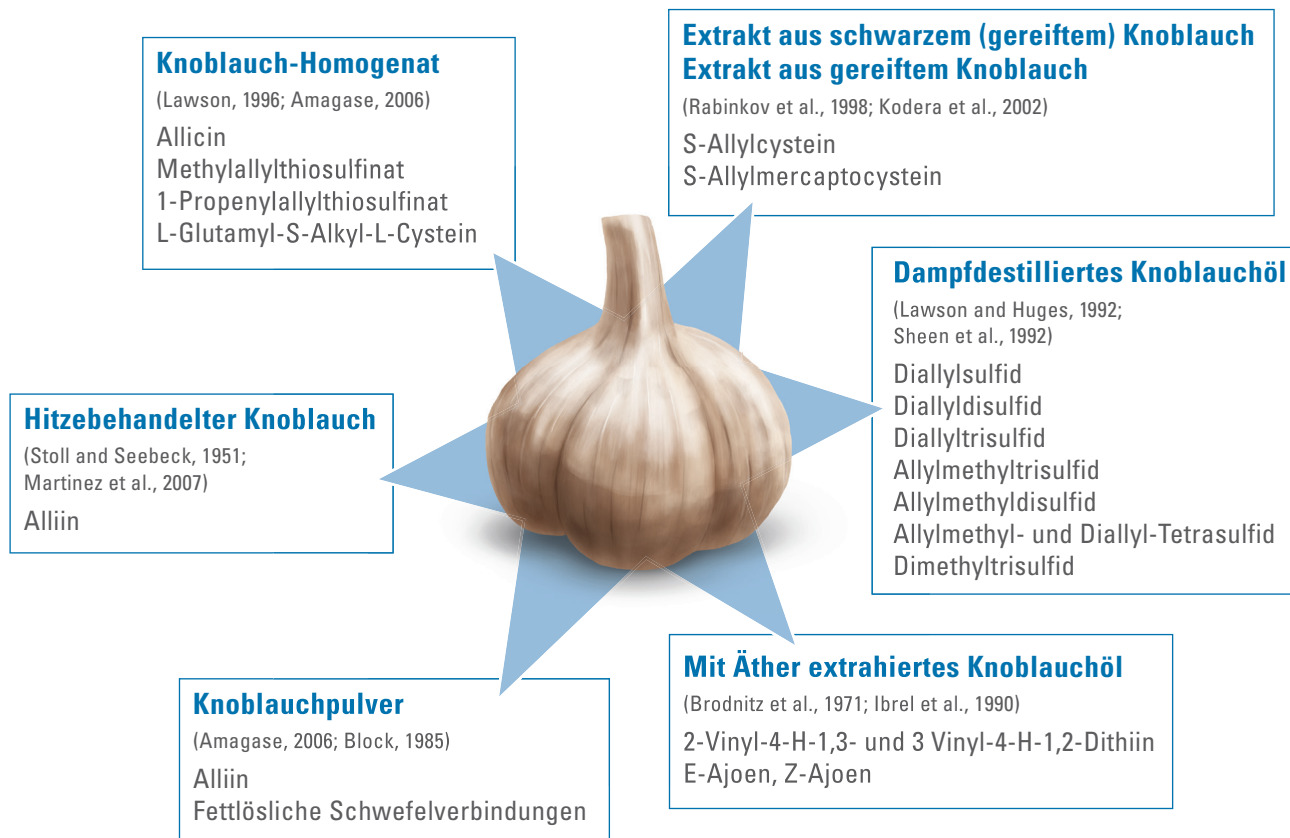 Knoblauch-Homogenat
(Lawson, 1996; Amagase, 2006)
Allicin
Methylallylthiosulfinat
1-Propenylallylthiosulfinat
L-Glutamyl-S-Alkyl-L-Cystein
Extrakt aus schwarzem (gereiftem) Knoblauch
Extrakt aus gereiftem Knoblauch
(Rabinkov et al., 1998; Kodera et al., 2002)
S-Allylcystein
S-Allylmercaptocystein
Dampfdestilliertes Knoblauchöl
(Lawson and Huges, 1992;
Sheen et al., 1992)
Diallylsulfid
Diallyldisulfid
Diallyltrisulfid
Allylmethyltrisulfid
Allylmethyldisulfid
Allylmethyl- und Diallyl-Tetrasulfid
Dimethyltrisulfid
Hitzebehandelter Knoblauch
(Stoll and Seebeck, 1951;
Martinez et al., 2007)
Alliin
Mit Äther extrahiertes Knoblauchöl
(Brodnitz et al., 1971; Ibrel et al., 1990)
2-Vinyl-4-H-1,3- und 3 Vinyl-4-H-1,2-Dithiin
E-Ajoen, Z-Ajoen
Knoblauchpulver
(Amagase, 2006; Block, 1985)
Alliin
Fettlösliche Schwefelverbindungen